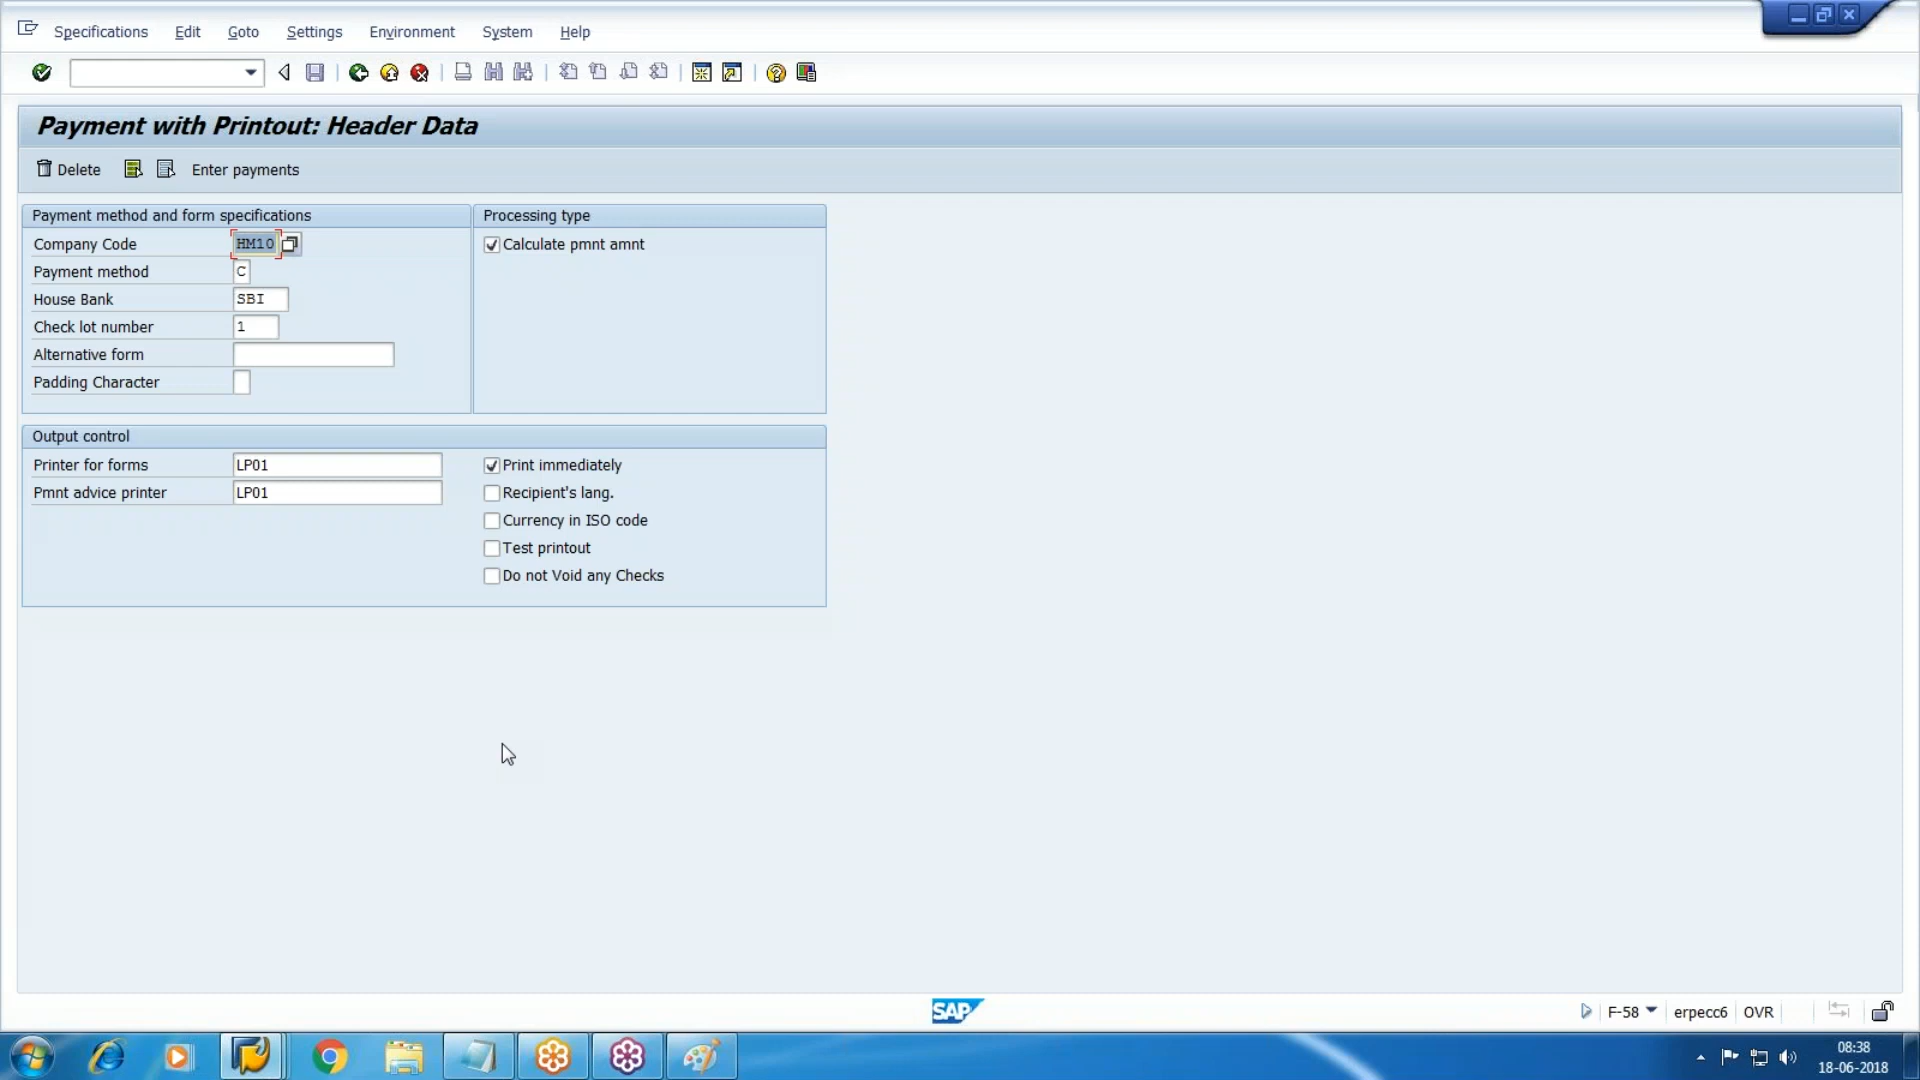 Specifications Edit Goto Settings Environment System Help
Payment with Printout: Header Data
Delete Enter payments
Payment method and form specifications
Company Code HM10
Payment method C
House Bank SBI
Check lot number 1
Alternative form
Padding Character
Processing type
Calculate pmnt amnt
Output control
Printer for forms LP01
Pmnt advice printer LP01
Print immediately
Recipient's lang.
Currency in ISO code
Test printout
Do not Void any Checks
SAP
F-58 erpecc6 OVR
08:38
18-06-2018